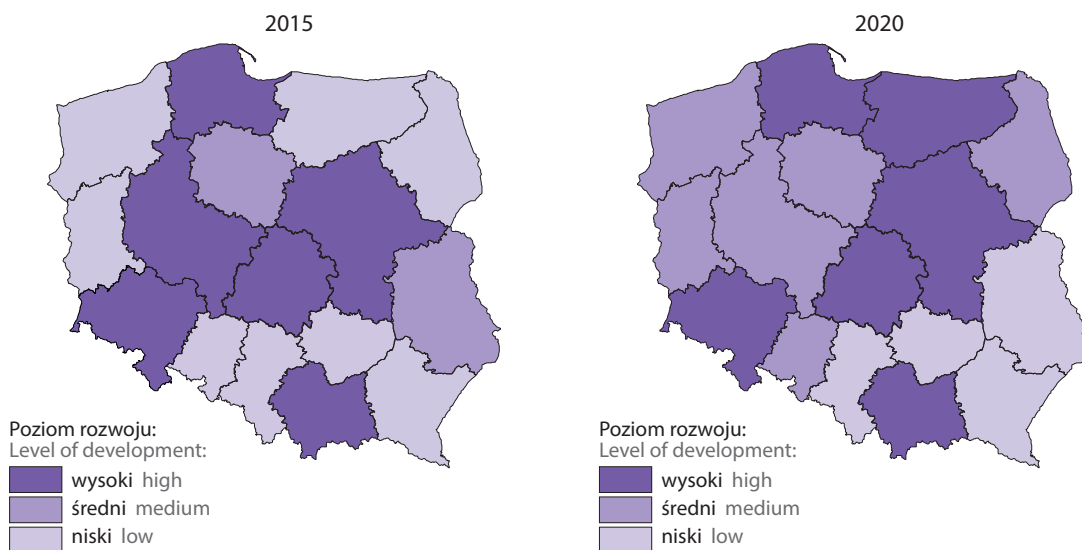 2015
Poziom rozwoju:
Level of development:
wysoki high
średni medium
niski low
2020
Poziom rozwoju:
Level of development:
wysoki high
średni medium
niski low